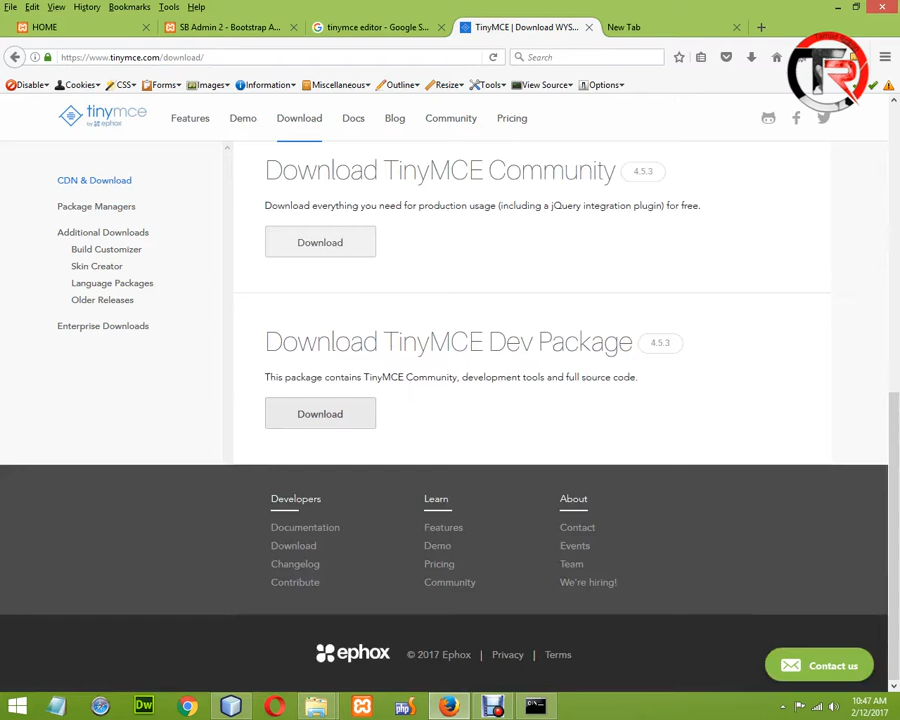 File Edit View History Bookmarks Tools Help
HOME
SB Admin 2 - Bootstrap A...
tinymce editor - Google S...
TinyMCE | Download WYS...
New Tab
https://www.tinymce.com/download/
Search
Disable Cookies CSS Forms Images Information Miscellaneous Outline Resize Tools View Source Options
tinymce
by ephox
Features Demo Download Docs Blog Community Pricing
CDN & Download
Package Managers
Additional Downloads
Build Customizer
Skin Creator
Language Packages
Older Releases
Enterprise Downloads
Download TinyMCE Community 4.5.3
Download everything you need for production usage (including a jQuery integration plugin) for free.
Download
Download TinyMCE Dev Package 4.5.3
This package contains TinyMCE Community, development tools and full source code.
Download
Developers
Documentation
Download
Changelog
Contribute
Learn
Features
Demo
Pricing
Community
About
Contact
Events
Team
We're hiring!
ephox © 2017 Ephox | Privacy | Terms
Contact us
Dw
php
10:47 AM
2/12/2017